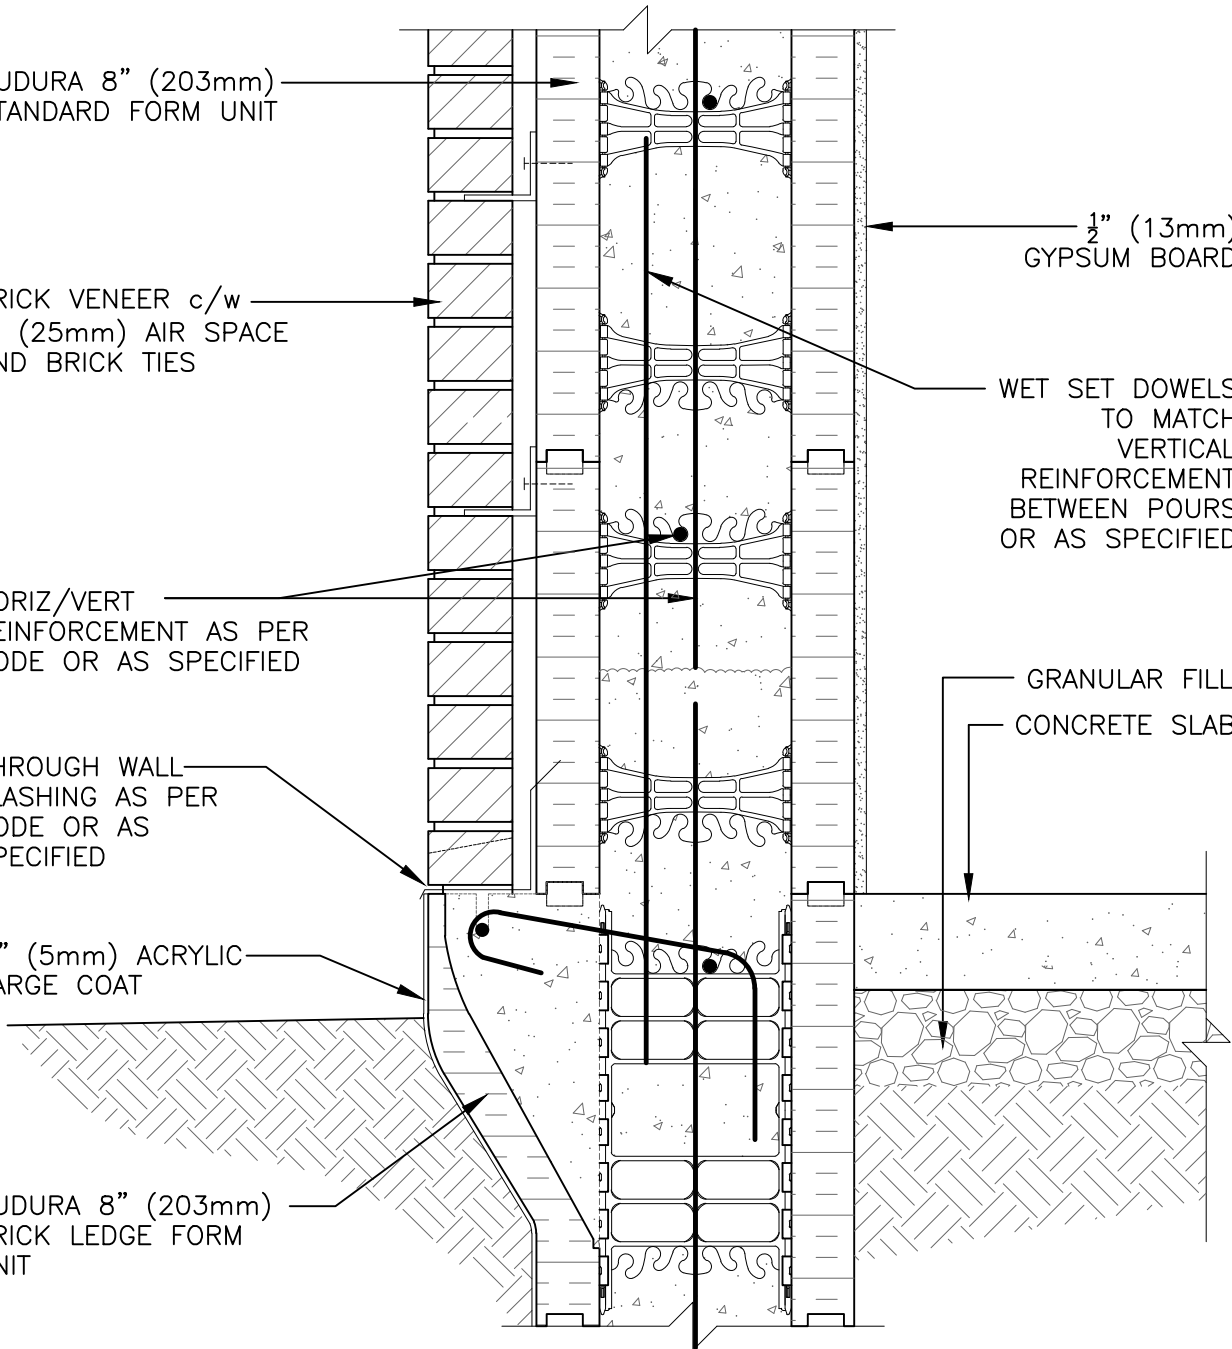 UDURA 8" (203mm)
TANDARD FORM UNIT
½" (13mm)
GYPSUM BOARD
RICK VENEER c/w
(25mm) AIR SPACE
ND BRICK TIES
WET SET DOWELS
TO MATCH
VERTICAL
REINFORCEMENT
BETWEEN POURS
OR AS SPECIFIED
ORIZ/VERT
EINFORCEMENT AS PER
ODE OR AS SPECIFIED
GRANULAR FILL
CONCRETE SLAB
HROUGH WALL
LASHING AS PER
ODE OR AS
PECIFIED
" (5mm) ACRYLIC
ARGE COAT
UDURA 8" (203mm)
RICK LEDGE FORM
NIT